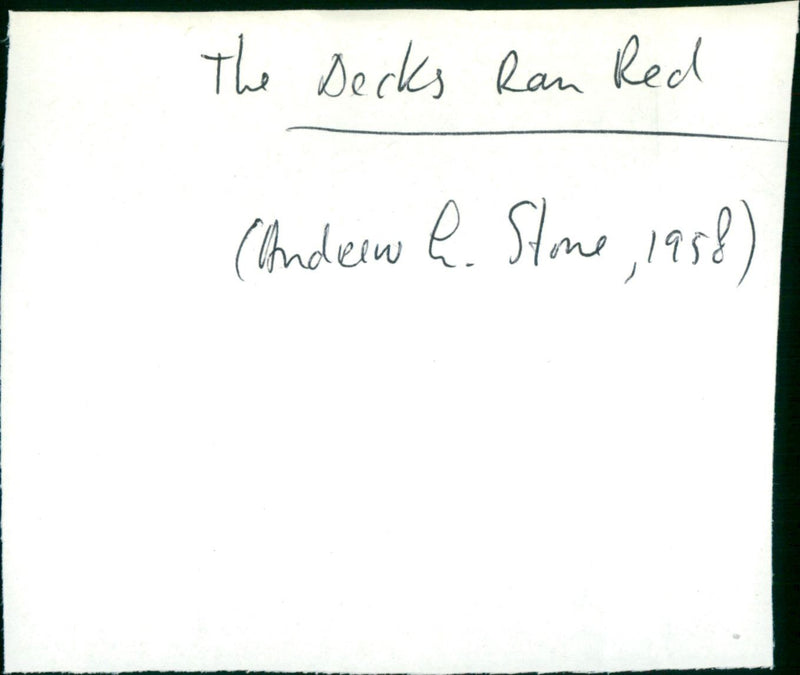 The Decks Ran Red
(Andrew L. Stone, 1958)